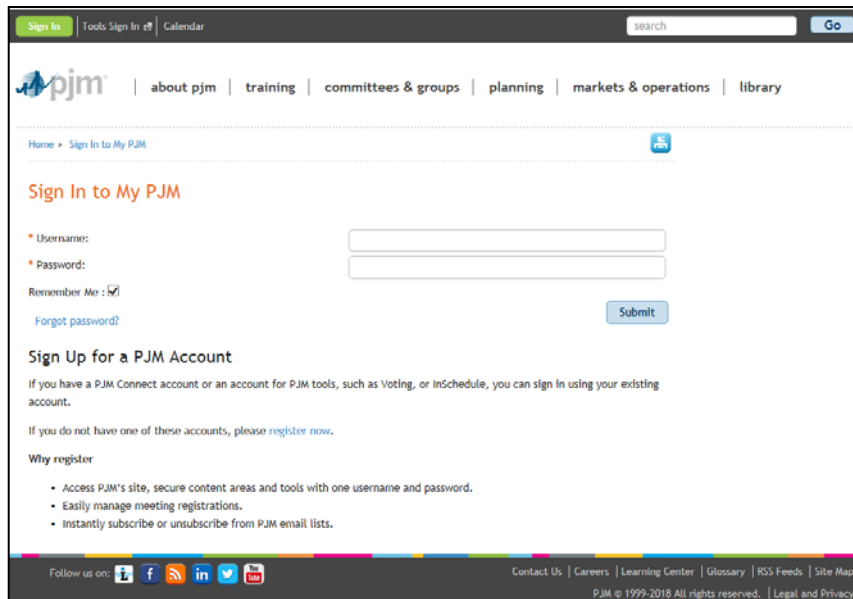 Sign In | Tools Sign In | Calendar
search
Go
pjm | about pjm | training | committees & groups | planning | markets & operations | library
Home ▸ Sign In to My PJM
Sign In to My PJM
* Username:
* Password:
Remember Me :
Forgot password?
Submit
Sign Up for a PJM Account
If you have a PJM Connect account or an account for PJM tools, such as Voting, or InSchedule, you can sign in using your existing
account.
If you do not have one of these accounts, please register now.
Why register
• Access PJM's site, secure content areas and tools with one username and password.
• Easily manage meeting registrations.
• Instantly subscribe or unsubscribe from PJM email lists.
Follow us on: f in You Tube
Contact Us | Careers | Learning Center | Glossary | RSS Feeds | Site Map
PJM © 1999-2018 All rights reserved. | Legal and Privacy